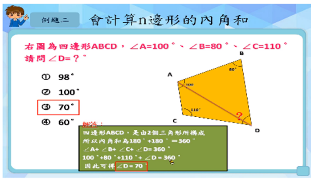 例題二
會計算n邊形的內角和
右圖為四邊形ABCD，∠A=100°、∠B=80°、∠C=110°
請問∠D=？°
① 98°
② 100°
③ 70°
④ 60°
B
80°
A
C
110°
?
D
四邊形ABCD，是由2個三角形所構成
所以內角和為180°+180°=360°
∠A+∠B+∠C+∠D=360°
100°+80°+110°+∠D=360°
因此可得∠D=70°